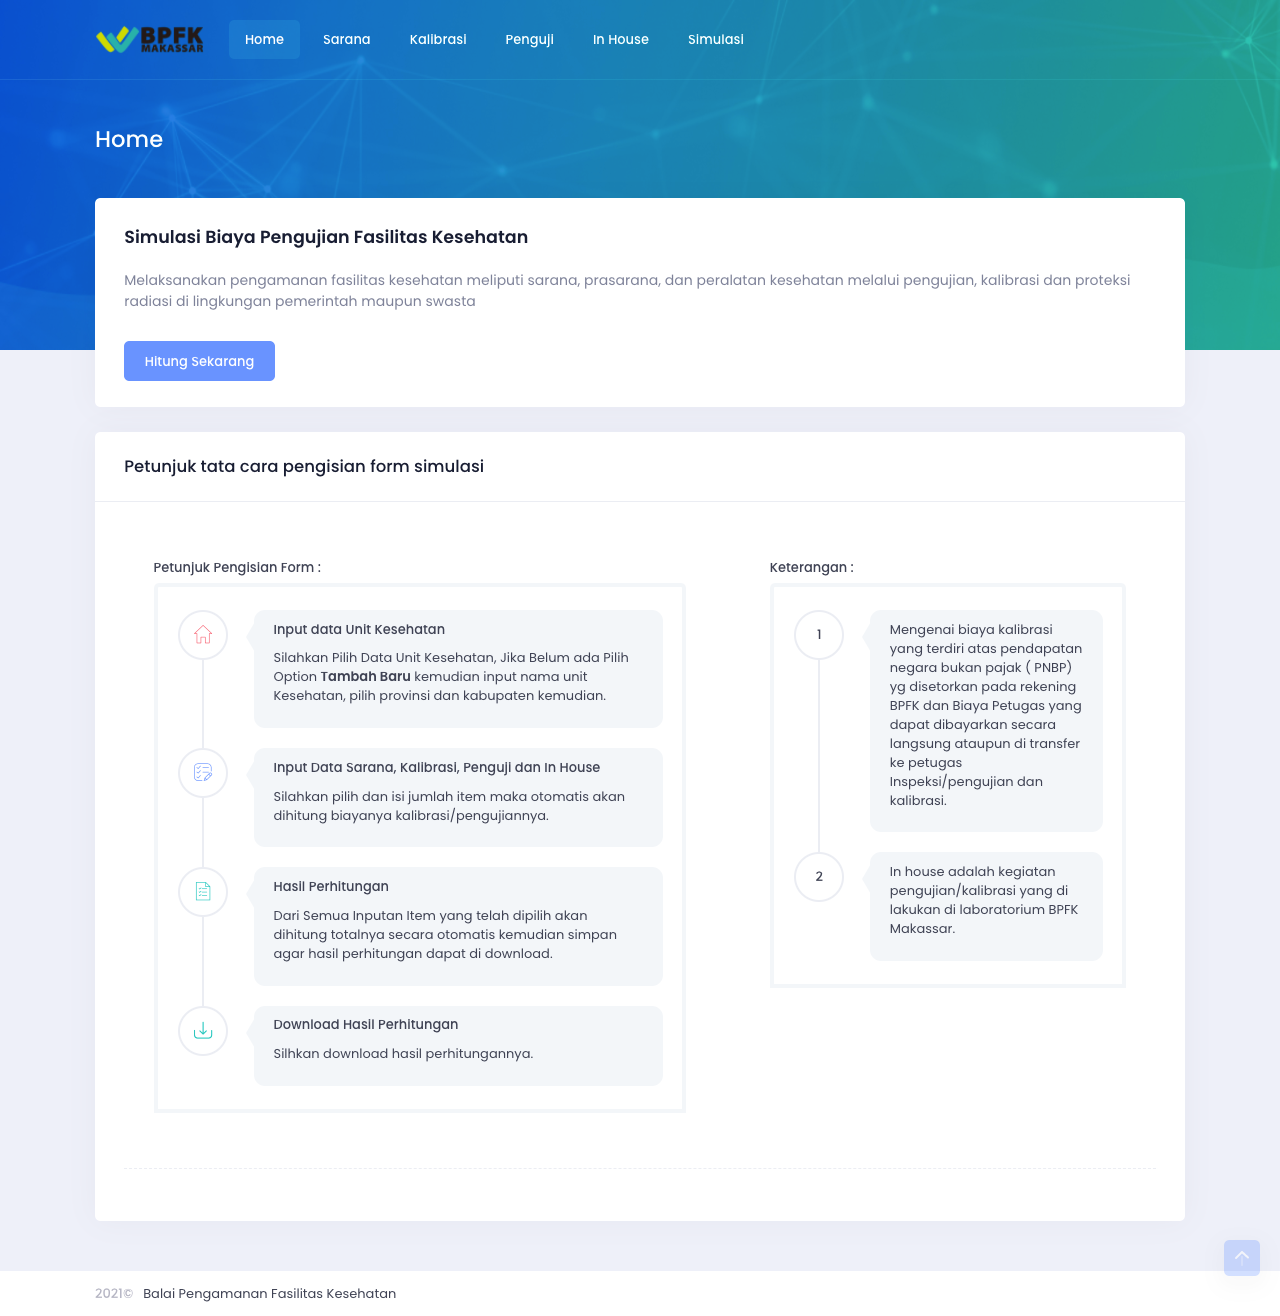 BPFK
MAKASSAR
Home
Sarana
Kalibrasi
Penguji
In House
Simulasi
Home
Simulasi Biaya Pengujian Fasilitas Kesehatan
Melaksanakan pengamanan fasilitas kesehatan meliputi sarana, prasarana, dan peralatan kesehatan melalui pengujian, kalibrasi dan proteksi
radiasi di lingkungan pemerintah maupun swasta
Hitung Sekarang
Petunjuk tata cara pengisian form simulasi
Petunjuk Pengisian Form :
Input data Unit Kesehatan
Silahkan Pilih Data Unit Kesehatan, Jika Belum ada Pilih
Option Tambah Baru kemudian input nama unit
Kesehatan, pilih provinsi dan kabupaten kemudian.
Input Data Sarana, Kalibrasi, Penguji dan In House
Silahkan pilih dan isi jumlah item maka otomatis akan
dihitung biayanya kalibrasi/pengujiannya.
Hasil Perhitungan
Dari Semua Inputan Item yang telah dipilih akan
dihitung totalnya secara otomatis kemudian simpan
agar hasil perhitungan dapat di download.
Download Hasil Perhitungan
Silhkan download hasil perhitungannya.
Keterangan :
1
Mengenai biaya kalibrasi
yang terdiri atas pendapatan
negara bukan pajak ( PNBP)
yg disetorkan pada rekening
BPFK dan Biaya Petugas yang
dapat dibayarkan secara
langsung ataupun di transfer
ke petugas
Inspeksi/pengujian dan
kalibrasi.
2
In house adalah kegiatan
pengujian/kalibrasi yang di
lakukan di laboratorium BPFK
Makassar.
2021© Balai Pengamanan Fasilitas Kesehatan